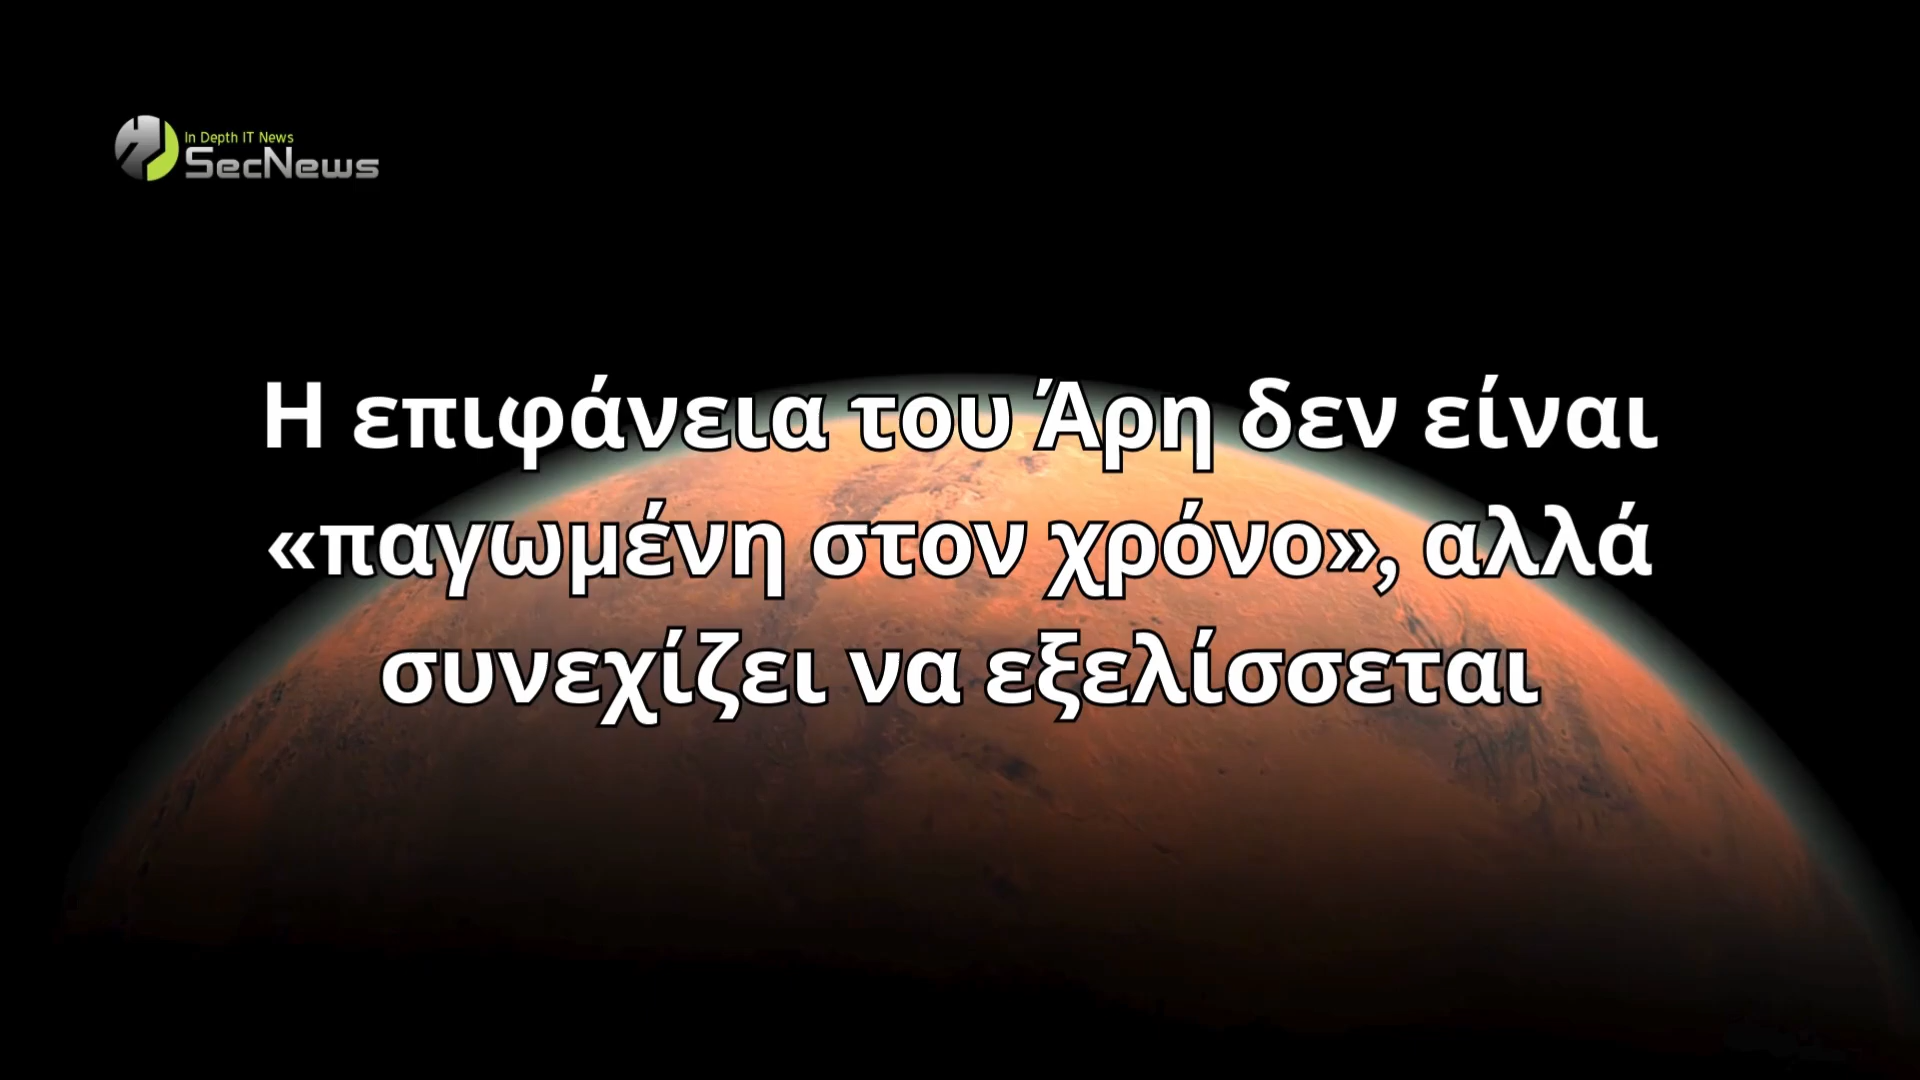 In Depth IT News
SecNews
Η επιφάνεια του Άρη δεν είναι
«παγωμένη στον χρόνο», αλλά
συνεχίζει να εξελίσσεται